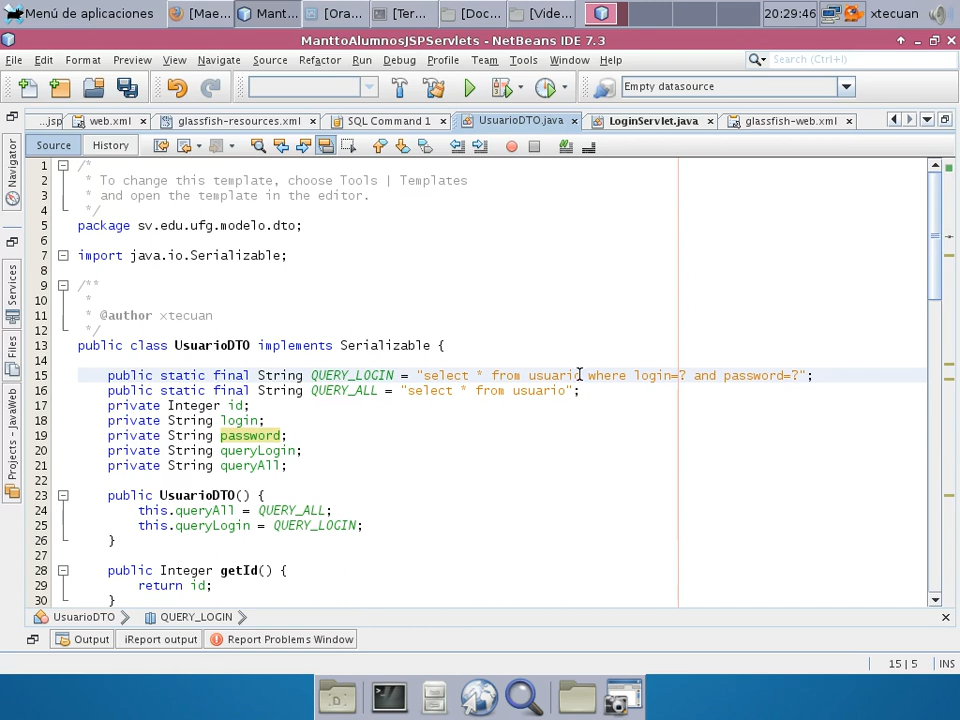 Menú de aplicaciones [Mae... Mant... [Ora... [Ter... [Doc... [Vide... 20:29:46 xtecuan
ManttoAlumnosJSPServlets - NetBeans IDE 7.3
File Edit Format Preview View Navigate Source Refactor Run Debug Profile Team Tools Window Help Search (Ctrl+I)
Empty datasource
...jsp web.xml glassfish-resources.xml SQL Command 1 UsuarioDTO.java LoginServlet.java glassfish-web.xml
Source History
Navigator
Services
Files
Projects - JavaWeb
1 /*
2 * To change this template, choose Tools | Templates
3 * and open the template in the editor.
4 */
5 package sv.edu.ufg.modelo.dto;
6
7 import java.io.Serializable;
8
9 /**
10 *
11 * @author xtecuan
12 */
13 public class UsuarioDTO implements Serializable {
14
15 public static final String QUERY_LOGIN = "select * from usuario where login=? and password=?";
16 public static final String QUERY_ALL = "select * from usuario";
17 private Integer id;
18 private String login;
19 private String password;
20 private String queryLogin;
21 private String queryAll;
22
23 public UsuarioDTO() {
24 this.queryAll = QUERY_ALL;
25 this.queryLogin = QUERY_LOGIN;
26 }
27
28 public Integer getId() {
29 return id;
30 }
UsuarioDTO QUERY_LOGIN
Output iReport output Report Problems Window
15 | 5 INS